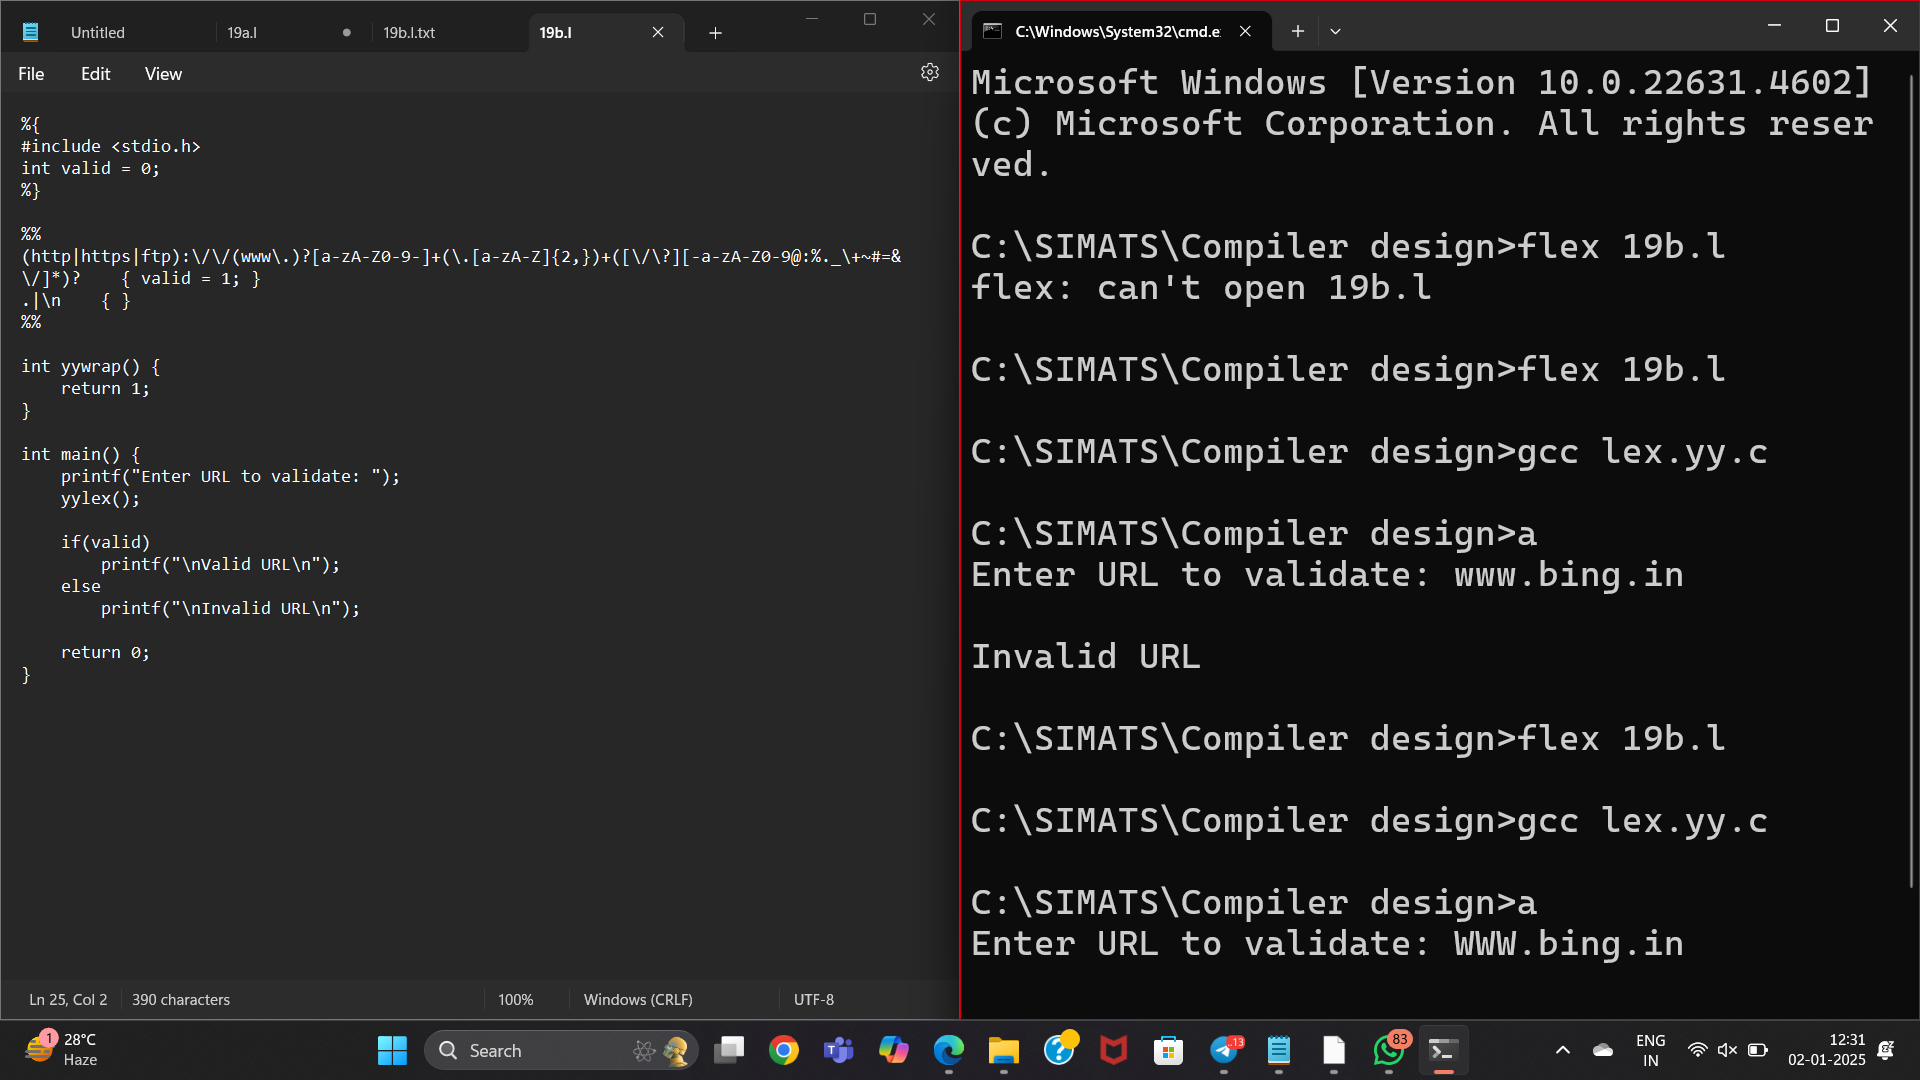 Untitled
19a.l
19b.l.txt
19b.l
File
Edit
View
%{
#include <stdio.h>
int valid = 0;
%}
%%
(http|https|ftp):\/\/(www\.)?[a-zA-Z0-9-]+(\.[a-zA-Z]{2,})+([\/\?][-a-zA-Z0-9@:%._\+~#=&
\/]*)?    { valid = 1; }
.|\n    { }
%%
int yywrap() {
    return 1;
}
int main() {
    printf("Enter URL to validate: ");
    yylex();
    if(valid)
        printf("\nValid URL\n");
    else
        printf("\nInvalid URL\n");
    return 0;
}
Ln 25, Col 2
390 characters
100%
Windows (CRLF)
UTF-8
C:\Windows\System32\cmd.e
Microsoft Windows [Version 10.0.22631.4602]
(c) Microsoft Corporation. All rights reser
ved.
C:\SIMATS\Compiler design>flex 19b.l
flex: can't open 19b.l
C:\SIMATS\Compiler design>flex 19b.l
C:\SIMATS\Compiler design>gcc lex.yy.c
C:\SIMATS\Compiler design>a
Enter URL to validate: www.bing.in
Invalid URL
C:\SIMATS\Compiler design>flex 19b.l
C:\SIMATS\Compiler design>gcc lex.yy.c
C:\SIMATS\Compiler design>a
Enter URL to validate: WWW.bing.in
1
28°C
Haze
Search
..13
83
ENG
IN
12:31
02-01-2025